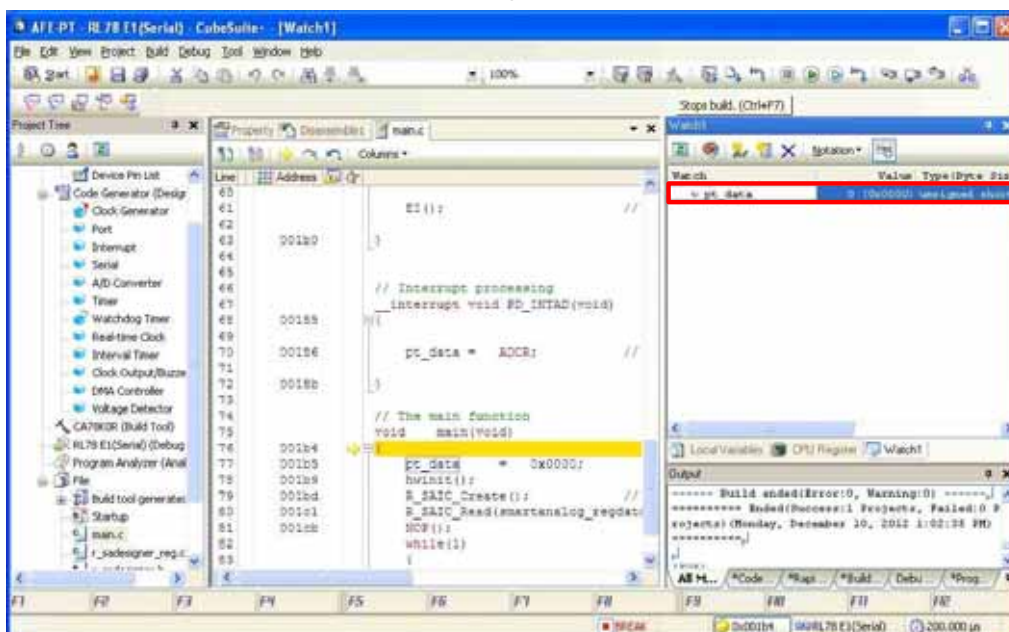 AFE-PT - RL78 E1(Serial) - CubeSuite+ - [Watch1]
File Edit View Project Build Debug Tool Window Help
Start 100%
Stops build. (Ctrl+F7)
Project Tree
Property Disassemble1 main.c
Watch1
Columns
Notation
Device Pin List
Code Generator (Design
Clock Generator
Port
Interrupt
Serial
A/D Converter
Timer
Watchdog Timer
Real-time Clock
Interval Timer
Clock Output/Buzze
DMA Controller
Voltage Detector
CA78K0R (Build Tool)
RL78 E1(Serial) (Debug
Program Analyzer (Anal
File
Build tool generated
Startup
main.c
r_sadesigner_reg.c
Line Address
60
61 EI(); //
62
63 001b0 }
64
65
66 // Interrupt processing
67 __interrupt void PD_INTAD(void)
68 00185 {
69
70 00186 pt_data = ADCR; //
71
72 0018b }
73
74 // The main function
75 void main(void)
76 001b4 {
77 001b5 pt_data = 0x0000;
78 001b9 hwinit();
79 001bd R_SAIC_Create(); //
80 001c1 R_SAIC_Read(smartanalog_regdat
81 001cb NOP();
82 while(1)
83 {
Watch Value Type(Byte Siz
pt_data 0 (0x0000) unsigned short
Local Variables CPU Register Watch1
Output
------ Build ended(Error:0, Warning:0) ------
========== Ended(Success:1 Projects, Failed:0 P
rojects) (Monday, December 10, 2012 1:02:38 PM)
==========
[EOF]
All M... *Code *Rapi *Build Debu *Prog
F1 F2 F3 F4 F5 F6 F7 F8 F9 F10 F11 F12
BREAK 0x001b4 RL78 E1(Serial) 200.000 µs